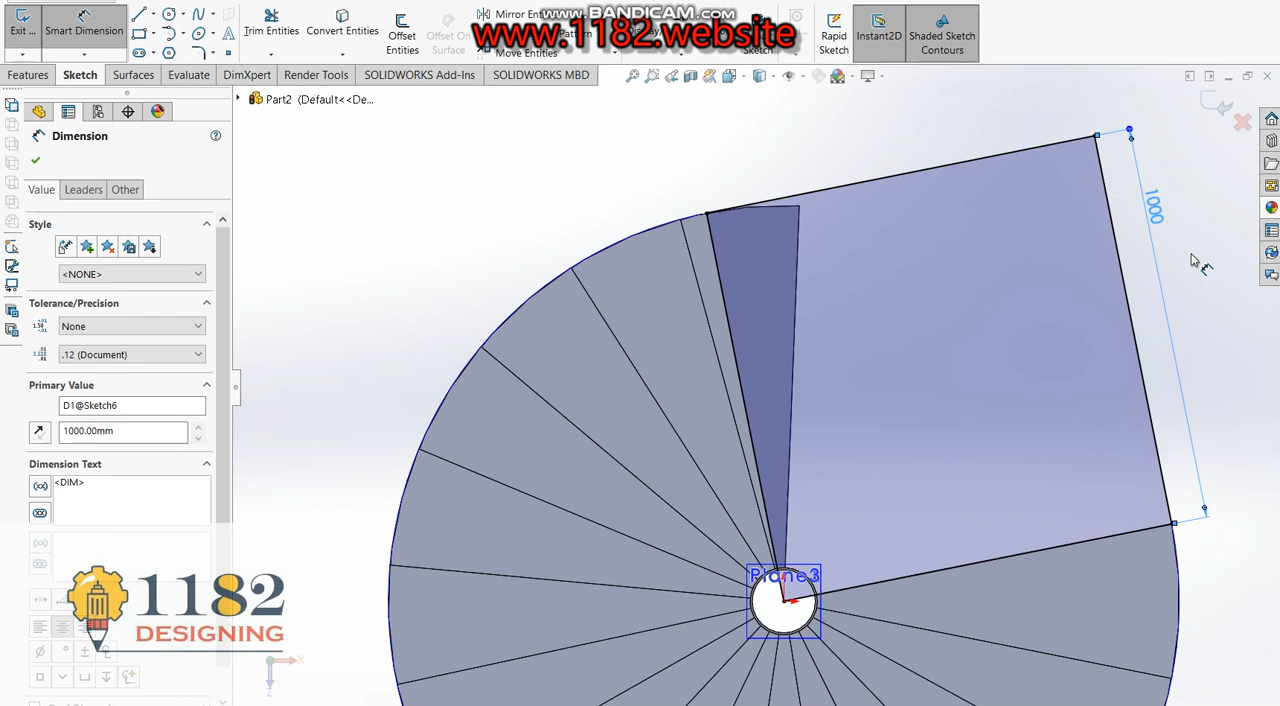 Exit ...
Smart Dimension
Trim Entities
Convert Entities
Offset Entities
Offset On Surface
Mirror Enti
Pattern
Move Entities
www.BANDICAM.com
www.1182.website
Rapid Sketch
Instant2D
Shaded Sketch Contours
Features
Sketch
Surfaces
Evaluate
DimXpert
Render Tools
SOLIDWORKS Add-Ins
SOLIDWORKS MBD
Part2 (Default<<De...
Dimension
Value
Leaders
Other
Style
<NONE>
Tolerance/Precision
None
.12 (Document)
Primary Value
D1@Sketch6
1000.00mm
Dimension Text
<DIM>
1000
Plane3
1182
DESIGNING